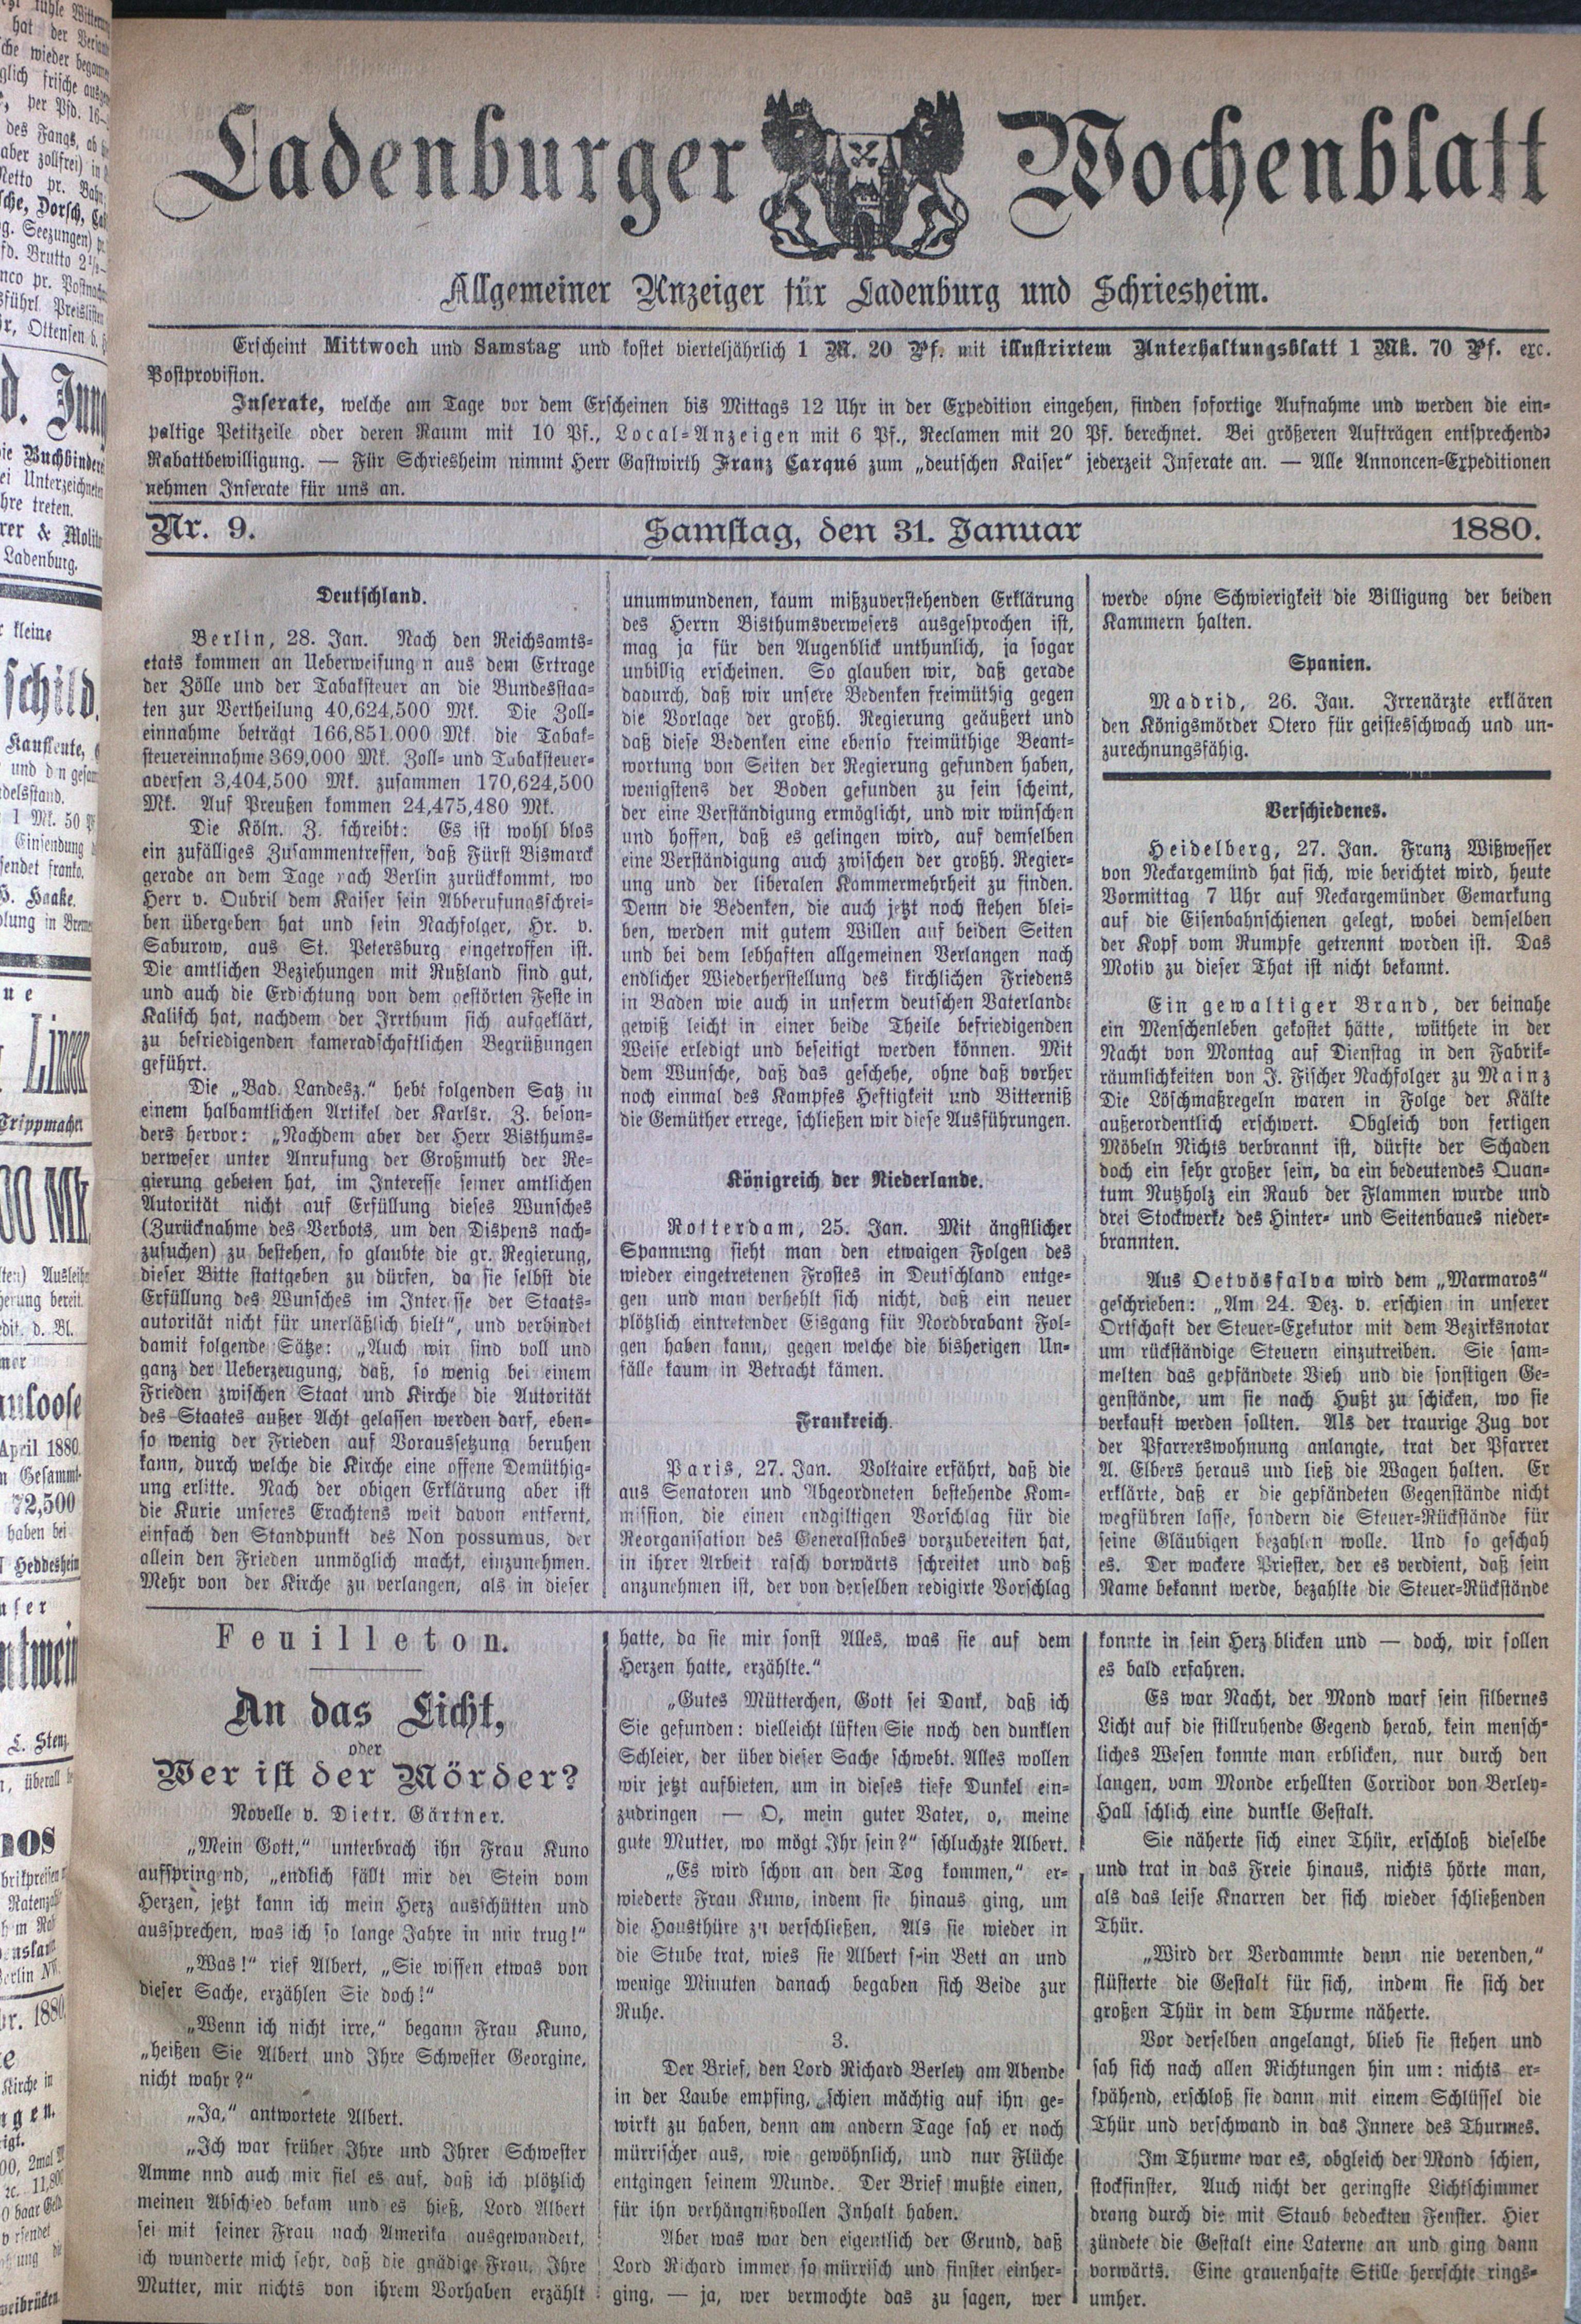 Ladenburger Wochenblatt
Allgemeiner Anzeiger für Ladenburg und Schriesheim.
Erscheint Mittwoch und Samstag und kostet vierteljährlich 1 M. 20 Pf. mit illustrirtem Unterhaltungsblatt 1 Mk. 70 Pf. exc.
Postprovision.
Inserate, welche am Tage vor dem Erscheinen bis Mittags 12 Uhr in der Expedition eingehen, finden sofortige Aufnahme und werden die ein-
paltige Petitzeile oder deren Raum mit 10 Pf., Local-Anzeigen mit 6 Pf., Reclamen mit 20 Pf. berechnet. Bei größeren Aufträgen entsprechende
Rabattbewilligung. — Für Schriesheim nimmt Herr Gastwirth Franz Carqué zum „deutschen Kaiser“ jederzeit Inserate an. — Alle Annoncen-Expeditionen
nehmen Inserate für uns an.
Nr. 9. Samstag, den 31. Januar 1880.
Deutschland.
Berlin, 28. Jan. Nach den Reichsamts-
etats kommen an Ueberweisung n aus dem Ertrage
der Zölle und der Tabaksteuer an die Bundesstaa-
ten zur Vertheilung 40,624,500 Mk. Die Zoll-
einnahme beträgt 166,851,000 Mk. die Tabak-
steuereinnahme 369,000 Mk. Zoll- und Tabaksteuer-
aversen 3,404,500 Mk. zusammen 170,624,500
Mk. Auf Preußen kommen 24,475,480 Mk.
Die Köln. Z. schreibt: Es ist wohl blos
ein zufälliges Zusammentreffen, daß Fürst Bismarck
gerade an dem Tage nach Berlin zurückkommt, wo
Herr v. Oubril dem Kaiser sein Abberufungsschrei-
ben übergeben hat und sein Nachfolger, Hr. v.
Saburow, aus St. Petersburg eingetroffen ist.
Die amtlichen Beziehungen mit Rußland sind gut,
und auch die Erdichtung von dem gestörten Feste in
Kalisch hat, nachdem der Irrthum sich aufgeklärt,
zu befriedigenden kameradschaftlichen Begrüßungen
geführt.
Die „Bad. Landesz.“ hebt folgenden Satz in
einem halbamtlichen Artikel der Karlsr. Z. beson-
ders hervor: „Nachdem aber der Herr Bisthums-
verweser unter Anrufung der Großmuth der Re-
gierung gebeten hat, im Interesse seiner amtlichen
Autorität nicht auf Erfüllung dieses Wunsches
(Zurücknahme des Verbots, um den Dispens nach-
zusuchen) zu bestehen, so glaubte die gr. Regierung,
dieser Bitte stattgeben zu dürfen, da sie selbst die
Erfüllung des Wunsches im Inter sse der Staats-
autorität nicht für unerläßlich hielt“, und verbindet
damit folgende Sätze: „Auch wir sind voll und
ganz der Ueberzeugung, daß, so wenig bei einem
Frieden zwischen Staat und Kirche die Autorität
des Staates außer Acht gelassen werden darf, eben-
so wenig der Frieden auf Voraussetzung beruhen
kann, durch welche die Kirche eine offene Demüthig-
ung erlitte. Nach der obigen Erklärung aber ist
die Kurie unseres Erachtens weit davon entfernt,
einfach den Standpunkt des Non possumus, der
allein den Frieden unmöglich macht, einzunehmen.
Mehr von der Kirche zu verlangen, als in dieser
unumwundenen, kaum mißzuverstehenden Erklärung
des Herrn Bisthumsverwesers ausgesprochen ist,
mag ja für den Augenblick unthunlich, ja sogar
unbillig erscheinen. So glauben wir, daß gerade
dadurch, daß wir unsere Bedenken freimüthig gegen
die Vorlage der großh. Regierung geäußert und
daß diese Bedenken eine ebenso freimüthige Beant-
wortung von Seiten der Regierung gefunden haben,
wenigstens der Boden gefunden zu sein scheint,
der eine Verständigung ermöglicht, und wir wünschen
und hoffen, daß es gelingen wird, auf demselben
eine Verständigung auch zwischen der großh. Regier-
ung und der liberalen Kammermehrheit zu finden.
Denn die Bedenken, die auch jetzt noch stehen blei-
ben, werden mit gutem Willen auf beiden Seiten
und bei dem lebhaften allgemeinen Verlangen nach
endlicher Wiederherstellung des kirchlichen Friedens
in Baden wie auch in unserm deutschen Vaterlande
gewiß leicht in einer beide Theile befriedigenden
Weise erledigt und beseitigt werden können. Mit
dem Wunsche, daß das geschehe, ohne daß vorher
noch einmal des Kampfes Heftigkeit und Bitterniß
die Gemüther errege, schließen wir diese Ausführungen.
Königreich der Niederlande.
Rotterdam, 25. Jan. Mit ängstlicher
Spannung sieht man den etwaigen Folgen des
wieder eingetretenen Frostes in Deutschland entge-
gen und man verhehlt sich nicht, daß ein neuer
plötzlich eintretender Eisgang für Nordbrabant Fol-
gen haben kann, gegen welche die bisherigen Un-
fälle kaum in Betracht kämen.
Frankreich.
Paris, 27. Jan. Voltaire erfährt, daß die
aus Senatoren und Abgeordneten bestehende Kom-
mission, die einen endgiltigen Vorschlag für die
Reorganisation des Generalstabes vorzubereiten hat,
in ihrer Arbeit rasch vorwärts schreitet und daß
anzunehmen ist, der von derselben redigirte Vorschlag
werde ohne Schwierigkeit die Billigung der beiden
Kammern halten.
Spanien.
Madrid, 26. Jan. Irrenärzte erklären
den Königsmörder Otero für geistesschwach und un-
zurechnungsfähig.
Verschiedenes.
Heidelberg, 27. Jan. Franz Wißwesser
von Neckargemünd hat sich, wie berichtet wird, heute
Vormittag 7 Uhr auf Neckargemünder Gemarkung
auf die Eisenbahnschienen gelegt, wobei demselben
der Kopf vom Rumpfe getrennt worden ist. Das
Motiv zu dieser That ist nicht bekannt.
Ein gewaltiger Brand, der beinahe
ein Menschenleben gekostet hätte, wüthete in der
Nacht von Montag auf Dienstag in den Fabrik-
räumlichkeiten von J. Fischer Nachfolger zu Mainz
Die Löschmaßregeln waren in Folge der Kälte
außerordentlich erschwert. Obgleich von fertigen
Möbeln Nichts verbrannt ist, dürfte der Schaden
doch ein sehr großer sein, da ein bedeutendes Quan-
tum Nutzholz ein Raub der Flammen wurde und
drei Stockwerke des Hinter- und Seitenbaues nieder-
brannten.
Aus Oetvösfalva wird dem „Marmaros“
geschrieben: „Am 24. Dez. v. erschien in unserer
Ortschaft der Steuer-Exekutor mit dem Bezirksnotar
um rückständige Steuern einzutreiben. Sie sam-
melten das gepfändete Vieh und die sonstigen Ge-
genstände, um sie nach Hußt zu schicken, wo sie
verkauft werden sollten. Als der traurige Zug vor
der Pfarrerswohnung anlangte, trat der Pfarrer
A. Elbers heraus und ließ die Wagen halten. Er
erklärte, daß er die gepfändeten Gegenstände nicht
wegführen lasse, sondern die Steuer-Rückstände für
seine Gläubigen bezahlen wolle. Und so geschah
es. Der wackere Priester, der es verdient, daß sein
Name bekannt werde, bezahlte die Steuer-Rückstände
Feuilleton.
An das Licht,
oder
Wer ist der Mörder?
Novelle v. Dietr. Gärtner.
„Mein Gott,“ unterbrach ihn Frau Kuno
aufspringend, „endlich fällt mir der Stein vom
Herzen, jetzt kann ich mein Herz ausschütten und
aussprechen, was ich so lange Jahre in mir trug!“
„Was!“ rief Albert, „Sie wissen etwas von
dieser Sache, erzählen Sie doch!“
„Wenn ich nicht irre,“ begann Frau Kuno,
„heißen Sie Albert und Ihre Schwester Georgine,
nicht wahr?“
„Ja,“ antwortete Albert.
„Ich war früher Ihre und Ihrer Schwester
Amme nnd auch mir fiel es auf, daß ich plötzlich
meinen Abschied bekam und es hieß, Lord Albert
sei mit seiner Frau nach Amerika ausgewandert,
ich wunderte mich sehr, daß die gnädige Frau, Ihre
Mutter, mir nichts von ihrem Vorhaben erzählt
hatte, da sie mir sonst Alles, was sie auf dem
Herzen hatte, erzählte.“
„Gutes Mütterchen, Gott sei Dank, daß ich
Sie gefunden: vielleicht lüften Sie noch den dunklen
Schleier, der über dieser Sache schwebt. Alles wollen
wir jetzt aufbieten, um in dieses tiefe Dunkel ein-
zudringen — O, mein guter Vater, o, meine
gute Mutter, wo mögt Ihr sein?“ schluchzte Albert.
„Es wird schon an den Tog kommen,“ er-
wiederte Frau Kuno, indem sie hinaus ging, um
die Hausthüre zu verschließen. Als sie wieder in
die Stube trat, wies sie Albert sein Bett an und
wenige Minuten danach begaben sich Beide zur
Ruhe.
3.
Der Brief, den Lord Richard Berley am Abende
in der Laube empfing, schien mächtig auf ihn ge-
wirkt zu haben, denn am andern Tage sah er noch
mürrischer aus, wie gewöhnlich, und nur Flüche
entgingen seinem Munde. Der Brief mußte einen,
für ihn verhängnißvollen Inhalt haben.
Aber was war den eigentlich der Grund, daß
Lord Richard immer so mürrisch und finster einher-
ging, — ja, wer vermochte das zu sagen, wer
konnte in sein Herz blicken und — doch, wir sollen
es bald erfahren.
Es war Nacht, der Mond warf sein silbernes
Licht auf die stillruhende Gegend herab, kein mensch-
liches Wesen konnte man erblicken, nur durch den
langen, vom Monde erhellten Corridor von Berley-
Hall schlich eine dunkle Gestalt.
Sie näherte sich einer Thür, erschloß dieselbe
und trat in das Freie hinaus, nichts hörte man,
als das leise Knarren der sich wieder schließenden
Thür.
„Wird der Verdammte denn nie verenden,“
flüsterte die Gestalt für sich, indem sie sich der
großen Thür in dem Thurme näherte.
Vor derselben angelangt, blieb sie stehen und
sah sich nach allen Richtungen hin um: nichts er-
spähend, erschloß sie dann mit einem Schlüssel die
Thür und verschwand in das Innere des Thurmes.
Im Thurme war es, obgleich der Mond schien,
stockfinster, Auch nicht der geringste Lichtschimmer
drang durch die mit Staub bedeckten Fenster. Hier
zündete die Gestalt eine Laterne an und ging dann
vorwärts. Eine grauenhafte Stille herrschte rings-
umher.